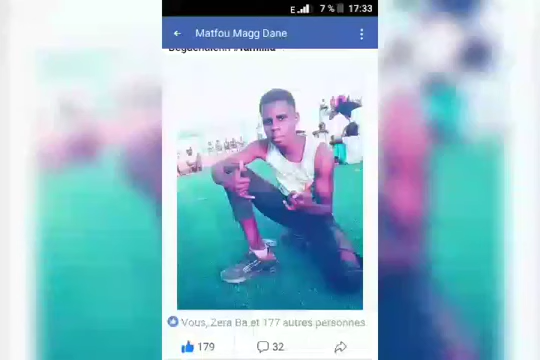 E 7 % 17:33
Matfou Magg Dane
Vous, Zera Ba et 177 autres personnes
179 32